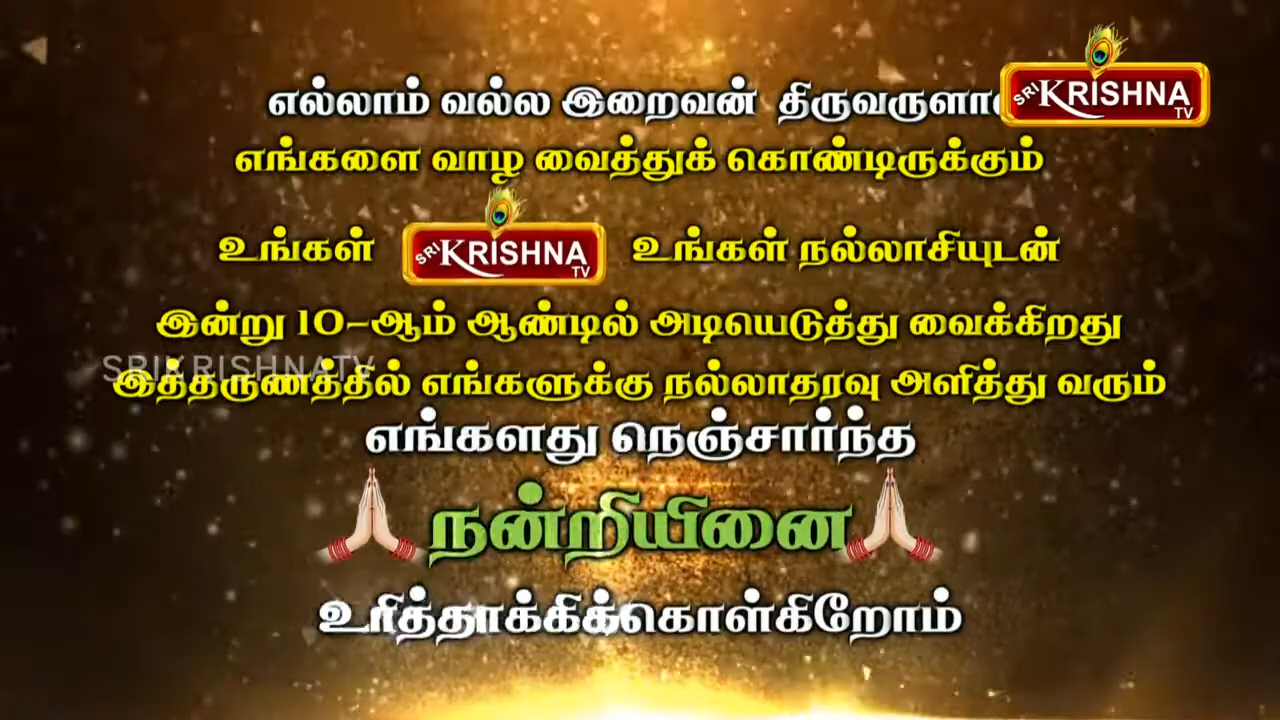 எல்லாம் வல்ல இறைவன் திருவருளா
SRI KRISHNA TV
எங்களை வாழ வைத்துக் கொண்டிருக்கும்
உங்கள் SRI KRISHNA TV உங்கள் நல்லாசியுடன்
இன்று 10-ஆம் ஆண்டில் அடியெடுத்து வைக்கிறது
SRIKRISHNATV
இத்தருணத்தில் எங்களுக்கு நல்லாதரவு அளித்து வரும்
எங்களது நெஞ்சார்ந்த
நன்றியினை
உரித்தாக்கிக்கொள்கிறோம்